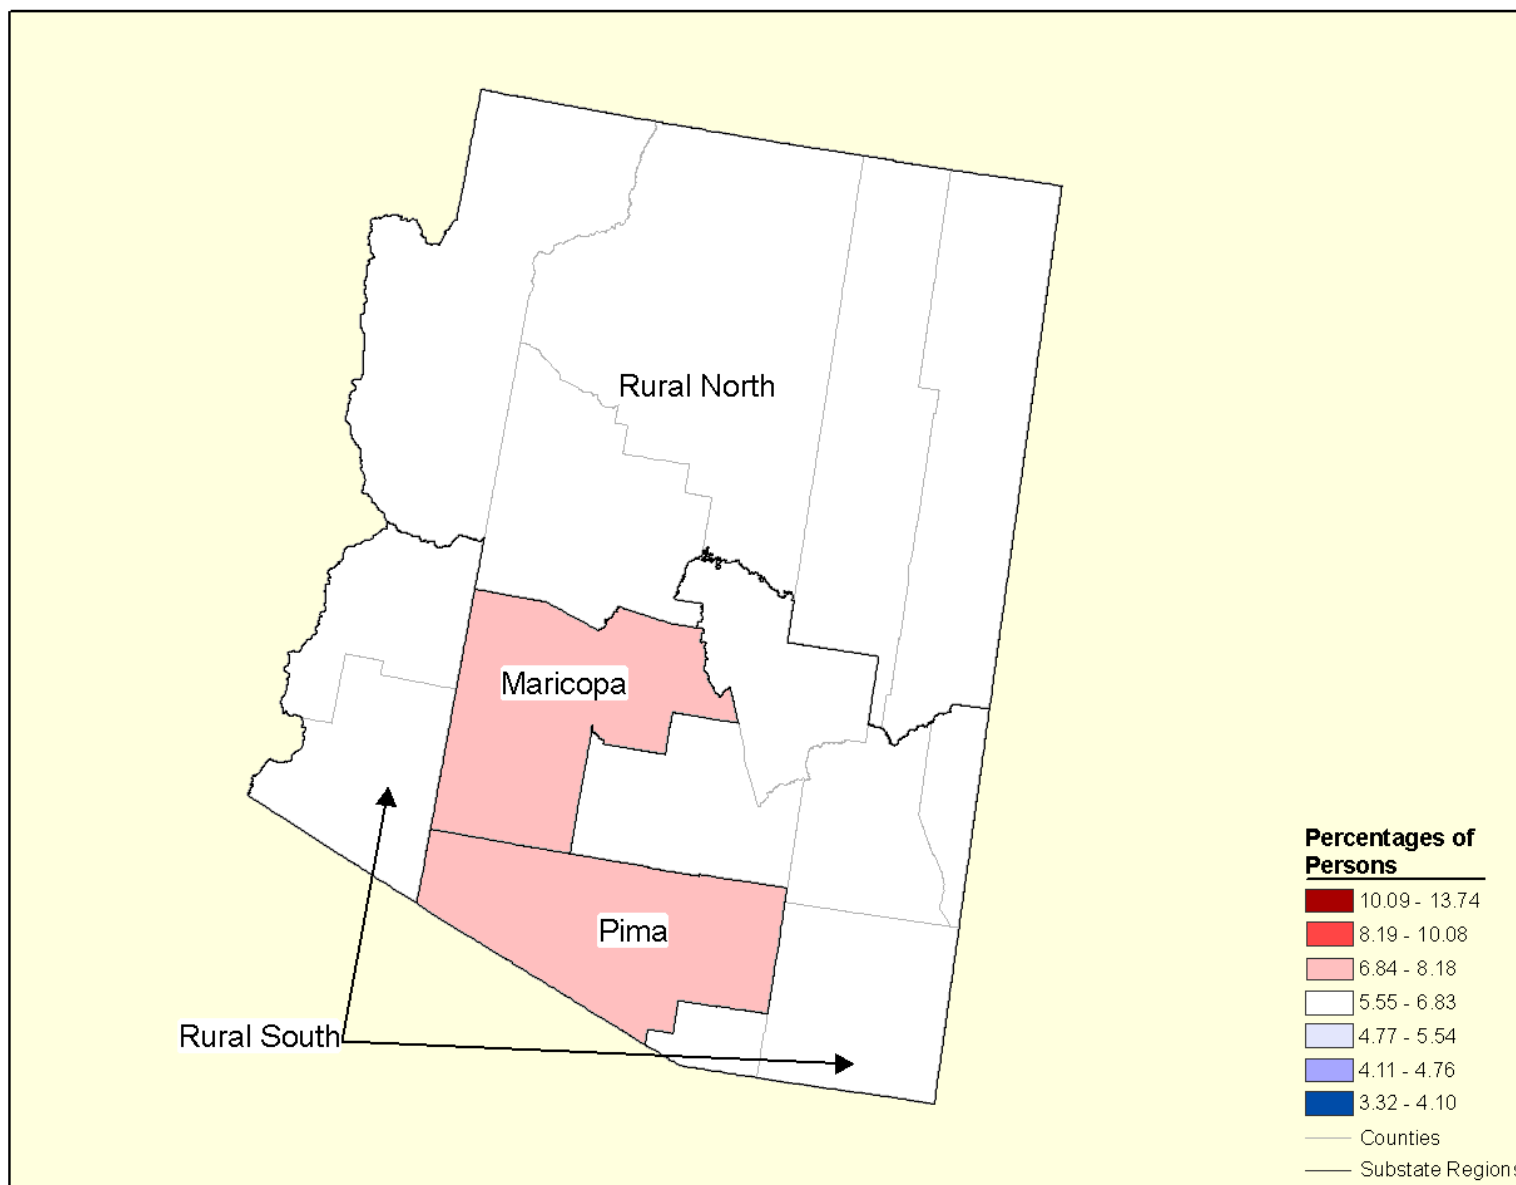 Rural North
Maricopa
Pima
Rural South
Percentages of
Persons
10.09 - 13.74
8.19 - 10.08
6.84 - 8.18
5.55 - 6.83
4.77 - 5.54
4.11 - 4.76
3.32 - 4.10
Counties
Substate Regions